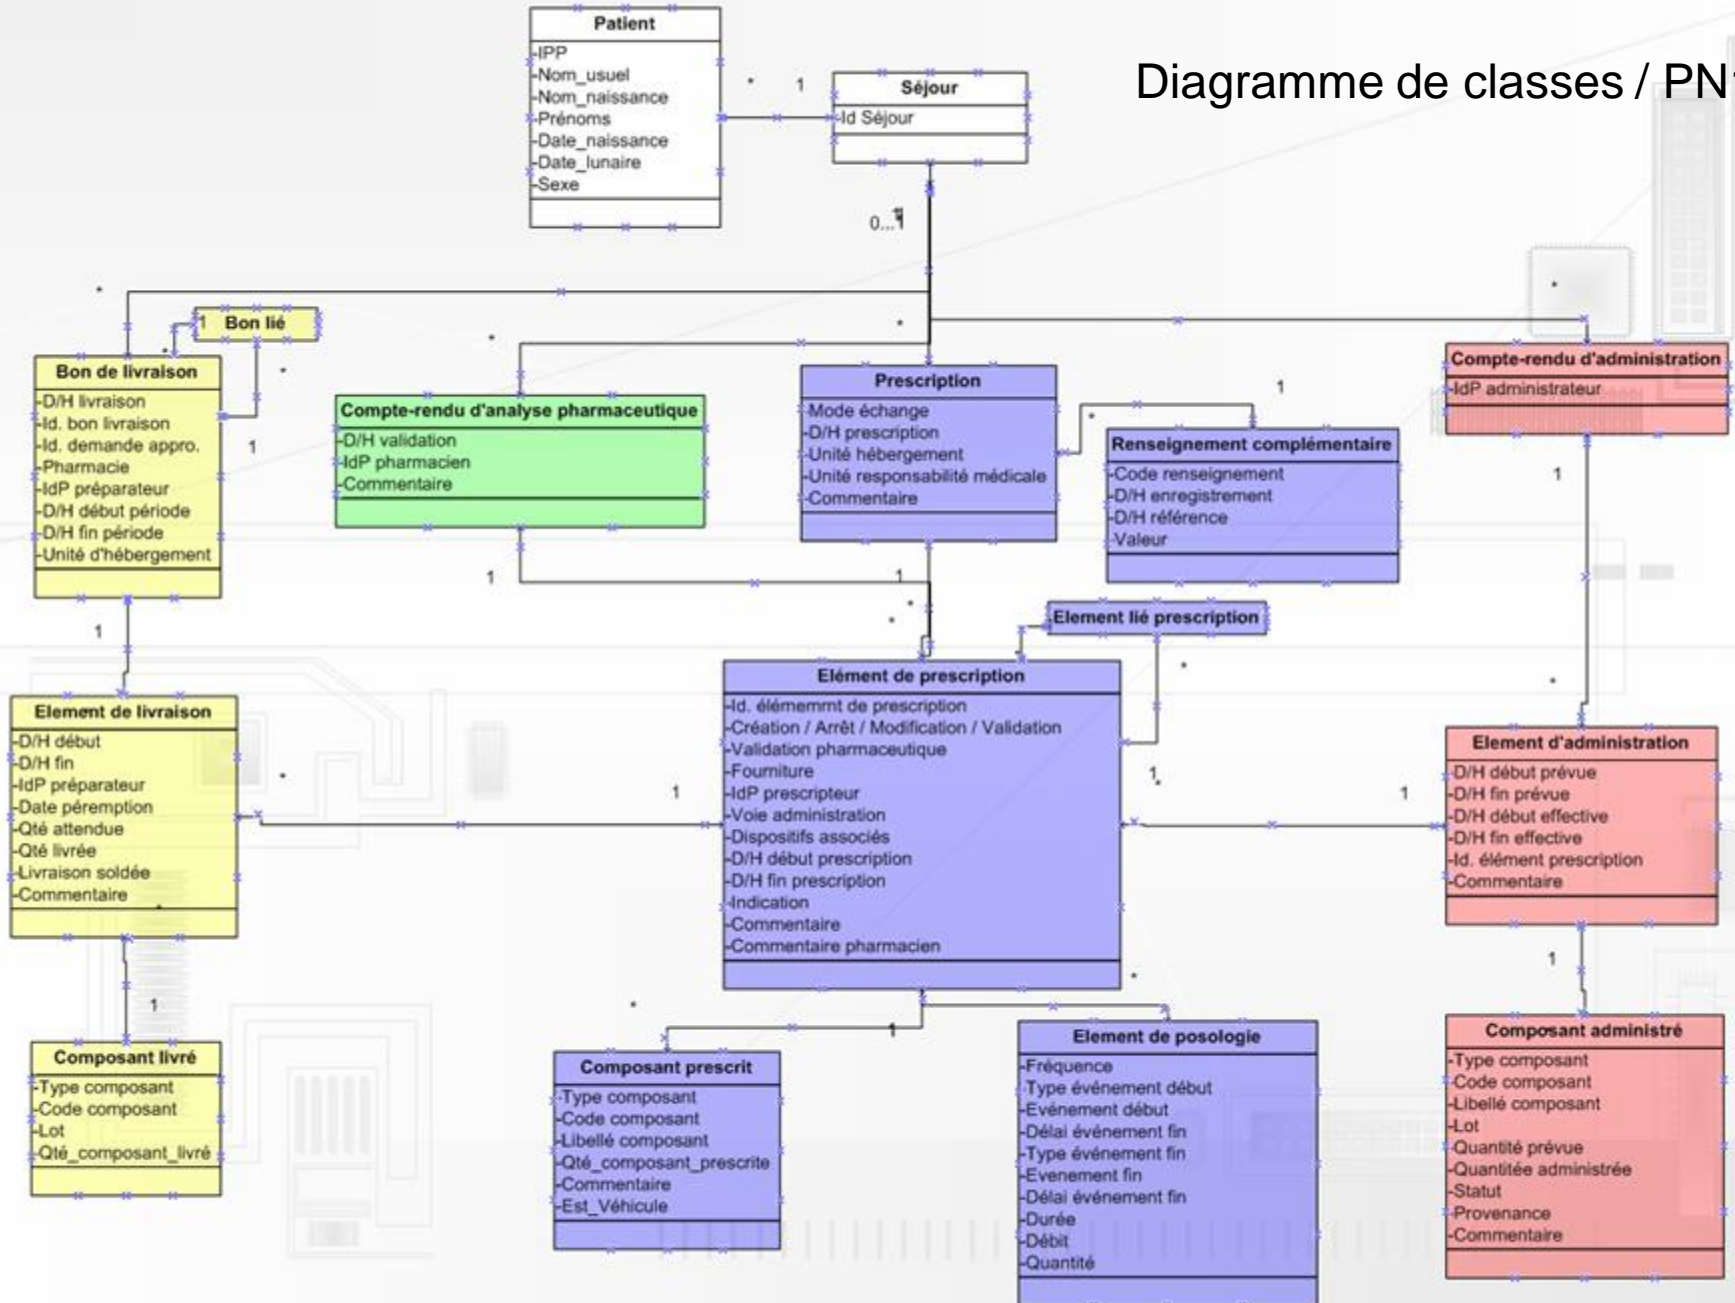 Diagramme de classes / PN
Patient
-IPP
-Nom_usuel
-Nom_naissance
-Prénoms
-Date_naissance
-Date_lunaire
-Sexe
*
1
Séjour
-Id Séjour
0...1
*
Bon lié
1
*
*
1
Bon de livraison
-D/H livraison
-Id. bon livraison
-Id. demande appro.
-Pharmacie
-IdP préparateur
-D/H début période
-D/H fin période
-Unité d'hébergement
*
Compte-rendu d'analyse pharmaceutique
-D/H validation
-IdP pharmacien
-Commentaire
*
Prescription
-Mode échange
-D/H prescription
-Unité hébergement
-Unité responsabilité médicale
-Commentaire
*
1
Renseignement complémentaire
-Code renseignement
-D/H enregistrement
-D/H référence
-Valeur
*
Compte-rendu d'administration
-IdP administrateur
1
1
1
1
*
*
Element lié prescription
*
*
Element de livraison
-D/H début
-D/H fin
-IdP préparateur
-Date péremption
-Qté attendue
-Qté livrée
-Livraison soldée
-Commentaire
*
1
Elément de prescription
-Id. élémemrnt de prescription
-Création / Arrêt / Modification / Validation
-Validation pharmaceutique
-Fourniture
-IdP prescripteur
-Voie administration
-Dispositifs associés
-D/H début prescription
-D/H fin prescription
-Indication
-Commentaire
-Commentaire pharmacien
1
*
1
Element d'administration
-D/H début prévue
-D/H fin prévue
-D/H début effective
-D/H fin effective
-Id. élément prescription
-Commentaire
1
*
1
*
1
Composant livré
-Type composant
-Code composant
-Lot
-Qté_composant_livré
Composant prescrit
-Type composant
-Code composant
-Libellé composant
-Qté_composant_prescrite
-Commentaire
-Est_Véhicule
Element de posologie
-Fréquence
-Type événement début
-Evénement début
-Délai événement fin
-Type événement fin
-Evenement fin
-Délai événement fin
-Durée
-Débit
-Quantité
Composant administré
-Type composant
-Code composant
-Libellé composant
-Lot
-Quantité prévue
-Quantitée administrée
-Statut
-Provenance
-Commentaire